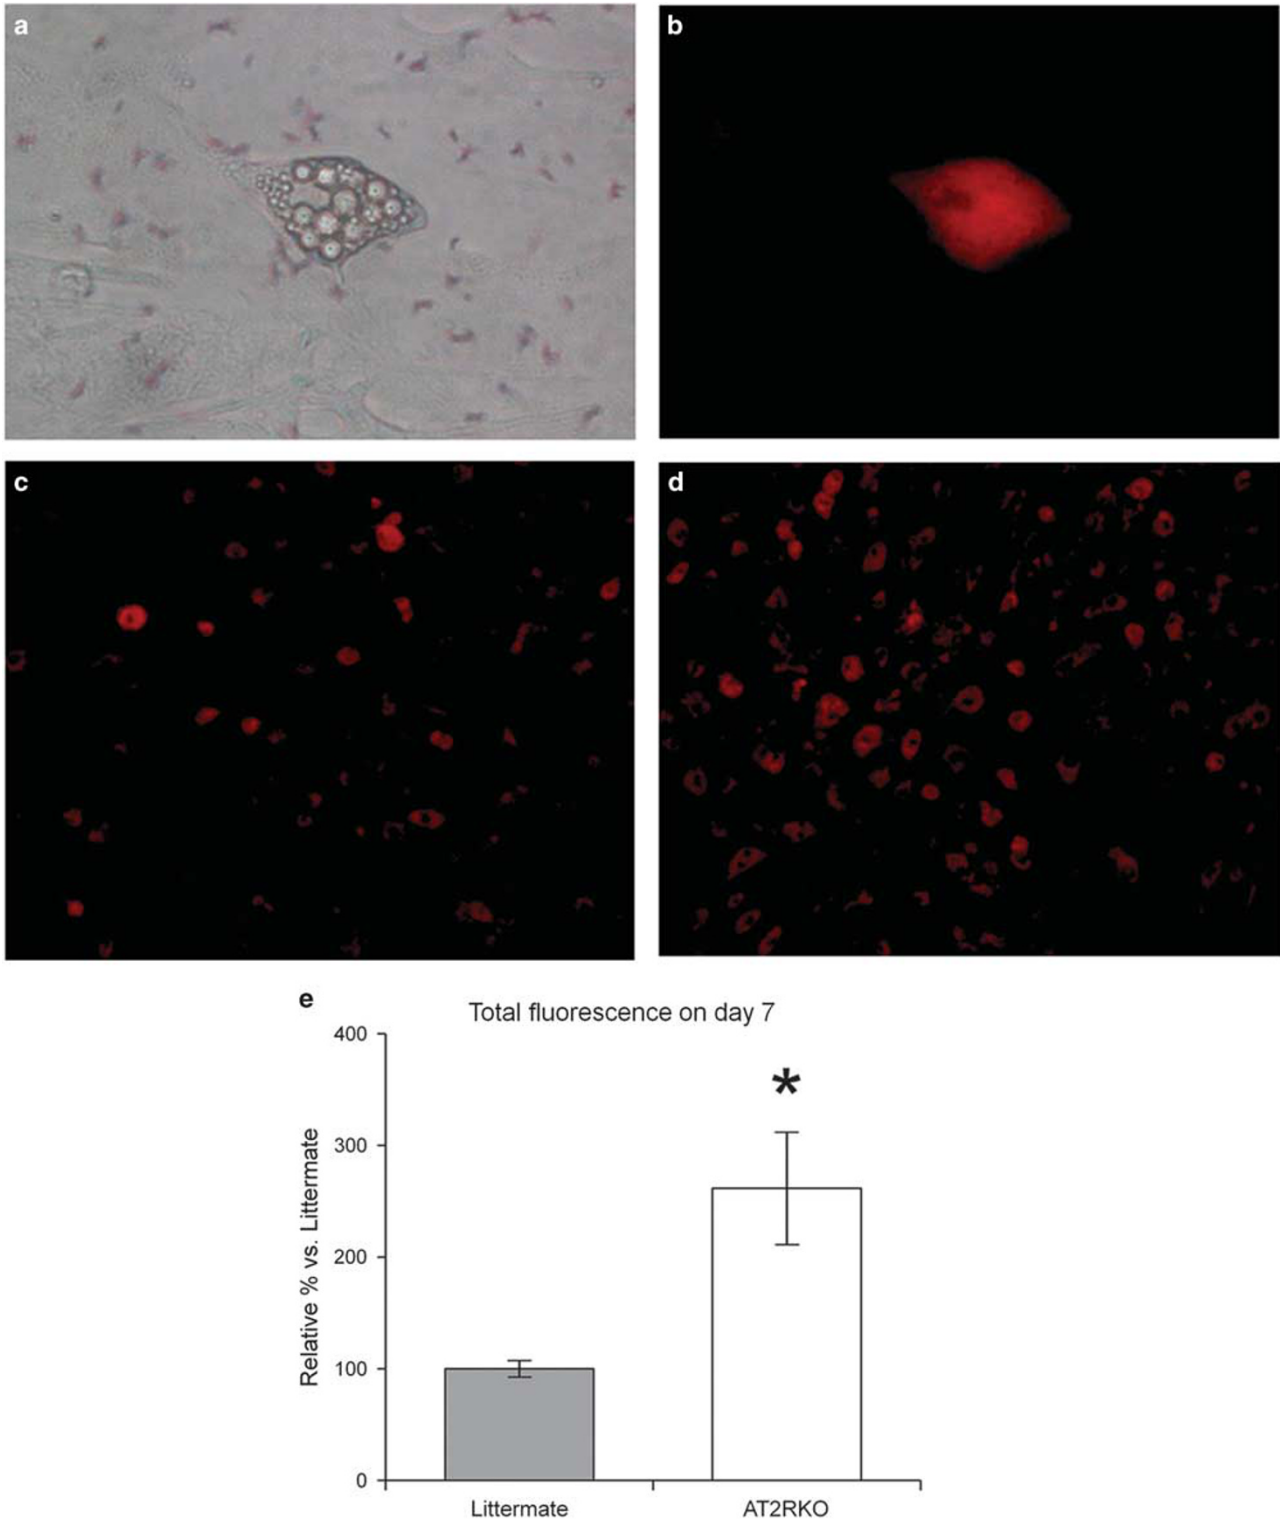 a
b
c
d
e
Total fluorescence on day 7
Relative % vs. Littermate
400
300
200
100
0
*
Littermate
AT2RKO